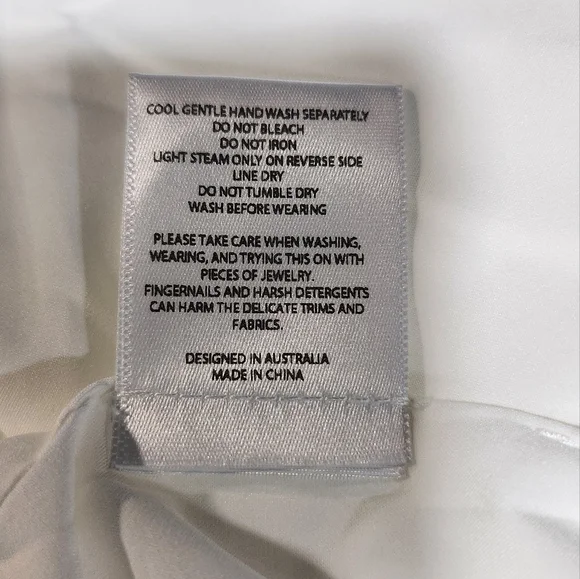 COOL GENTLE HAND WASH SEPARATELY
DO NOT BLEACH
DO NOT IRON
LIGHT STEAM ONLY ON REVERSE SIDE
LINE DRY
DO NOT TUMBLE DRY
WASH BEFORE WEARING
PLEASE TAKE CARE WHEN WASHING,
WEARING, AND TRYING THIS ON WITH
PIECES OF JEWELRY.
FINGERNAILS AND HARSH DETERGENTS
CAN HARM THE DELICATE TRIMS AND
FABRICS.
DESIGNED IN AUSTRALIA
MADE IN CHINA